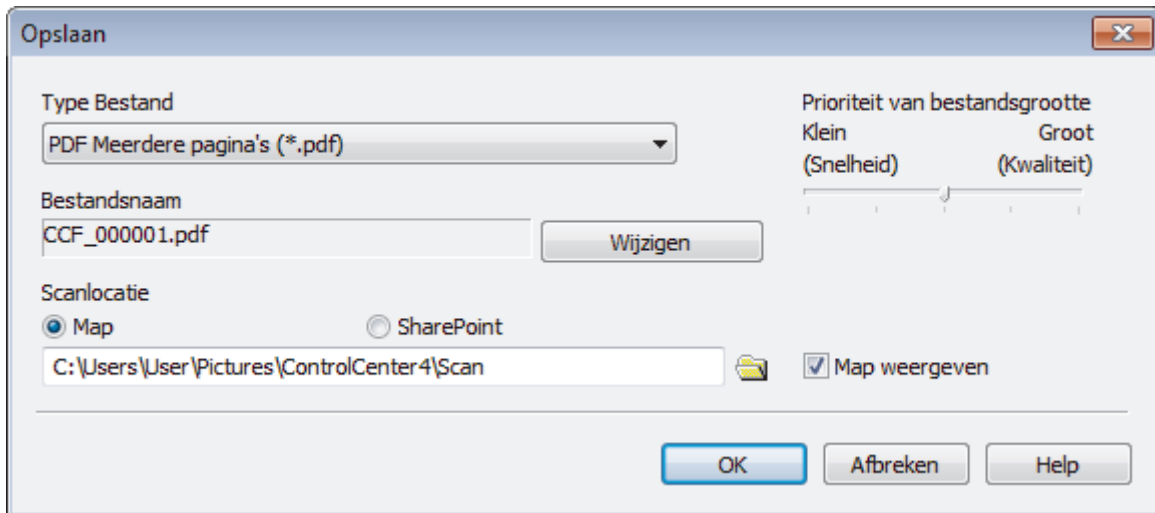 Opslaan
Type Bestand
PDF Meerdere pagina's (*.pdf)
Prioriteit van bestandsgrootte
Klein Groot
(Snelheid) (Kwaliteit)
Bestandsnaam
CCF_000001.pdf
Wijzigen
Scanlocatie
Map
SharePoint
C:\Users\User\Pictures\ControlCenter4\Scan
Map weergeven
OK
Afbreken
Help